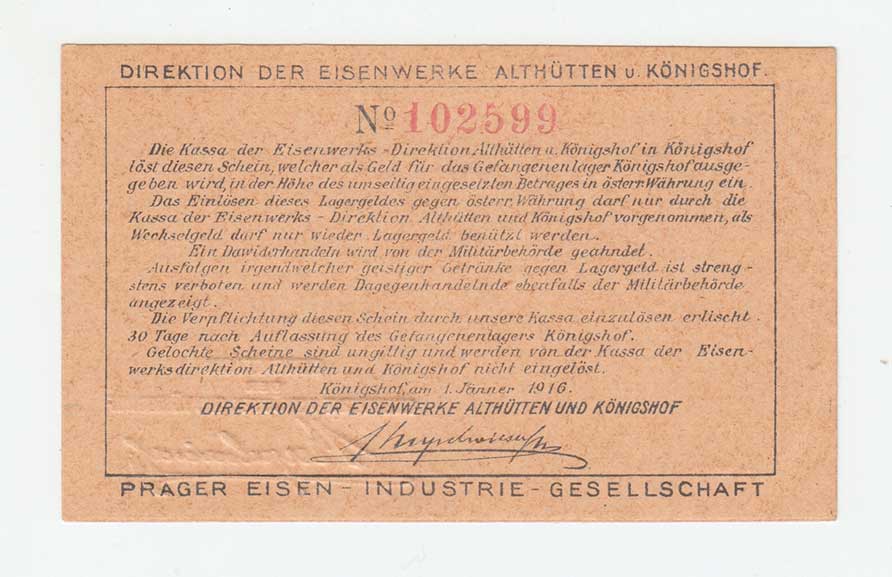 DIREKTION DER EISENWERKE ALTHÜTTEN u. KÖNIGSHOF.
No 102599
Die Kassa der Eisenwerks-Direktion Althütten u. Königshof in Königshof
löst diesen Schein, welcher als Geld für das Gefangenenlager Königshof ausge-
geben wird, in der Höhe des umseitig eingesetzten Betrages in österr. Währung ein.
Das Einlösen dieses Lagergeldes gegen österr. Währung darf nur durch die
Kassa der Eisenwerks-Direktion Althütten und Königshof vorgenommen, als
Wechselgeld darf nur wieder Lagergeld benützt werden.
Ein Dawiderhandeln wird von der Militärbehörde geahndet.
Ausfolgen irgendwelcher geistiger Getränke gegen Lagergeld ist streng-
stens verboten und werden Dagegenhandelnde ebenfalls der Militärbehörde
angezeigt.
Die Verpflichtung diesen Schein durch unsere Kassa einzulösen erlischt
30 Tage nach Auflassung des Gefangenenlagers Königshof.
Gelochte Scheine sind ungiltig und werden von der Kassa der Eisen-
werksdirektion Althütten und Königshof nicht eingelöst.
Königshof, am 1. Jänner 1916.
DIREKTION DER EISENWERKE ALTHÜTTEN UND KÖNIGSHOF
PRAGER EISEN-INDUSTRIE-GESELLSCHAFT